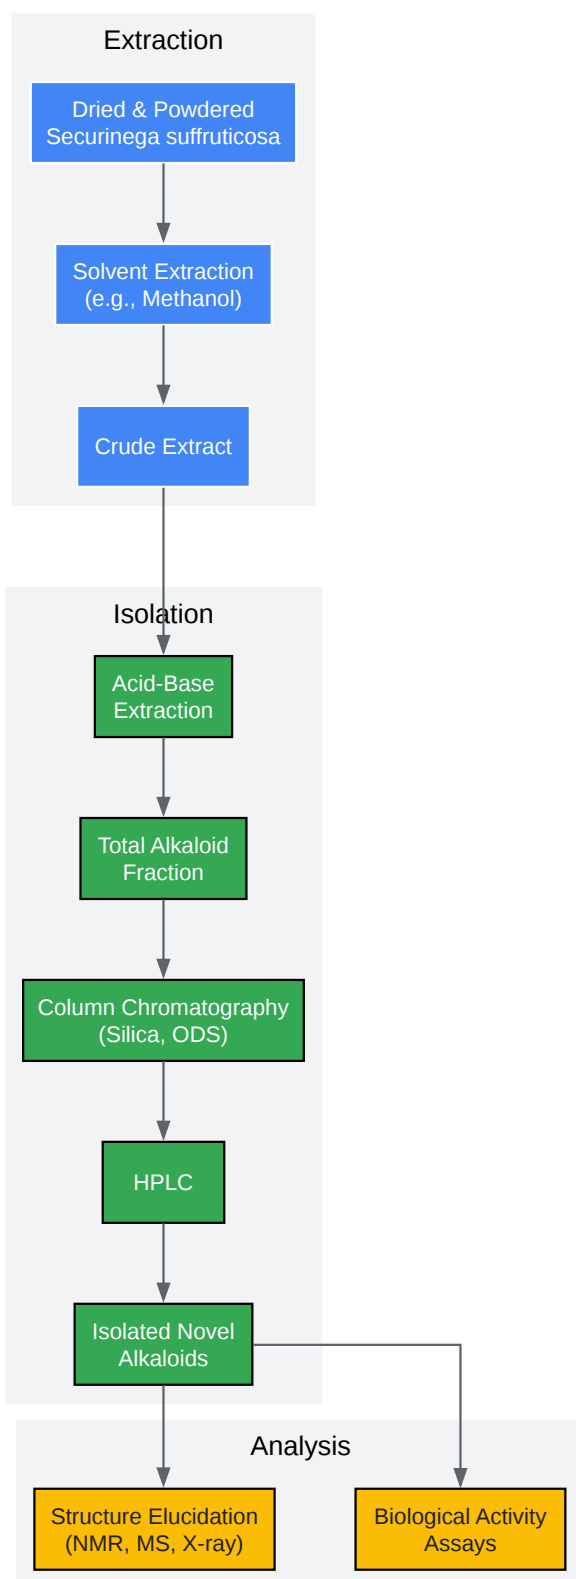 Extraction
Dried & Powdered
Securinega suffruticosa
Solvent Extraction
(e.g., Methanol)
Crude Extract
Isolation
Acid-Base
Extraction
Total Alkaloid
Fraction
Column Chromatography
(Silica, ODS)
HPLC
Isolated Novel
Alkaloids
Analysis
Structure Elucidation
(NMR, MS, X-ray)
Biological Activity
Assays